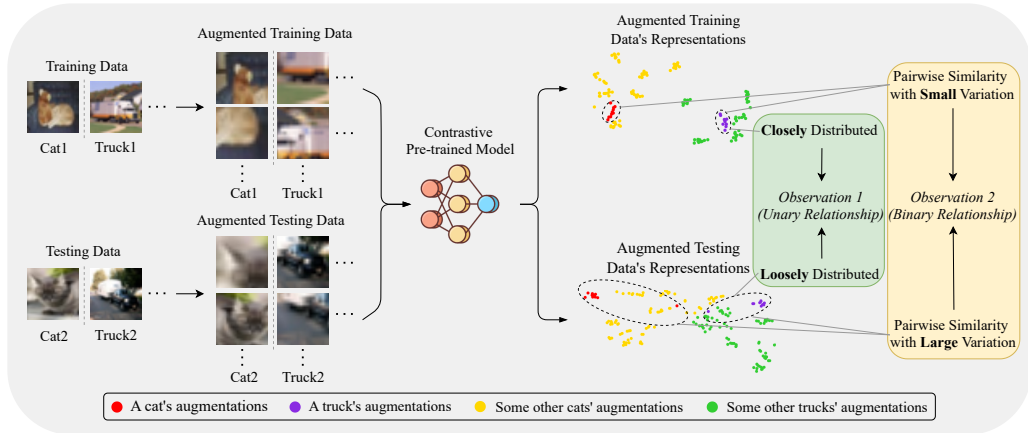 Training Data
Cat1
Truck1
...
Augmented Training Data
...
...
Cat1
Truck1
Testing Data
Cat2
Truck2
...
Augmented Testing Data
...
...
Cat2
Truck2
Contrastive
Pre-trained Model
Augmented Training
Data's Representations
Augmented Testing
Data's Representations
Closely Distributed
Observation 1
(Unary Relationship)
Loosely Distributed
Pairwise Similarity
with Small Variation
Observation 2
(Binary Relationship)
Pairwise Similarity
with Large Variation
A cat's augmentations
A truck's augmentations
Some other cats' augmentations
Some other trucks' augmentations